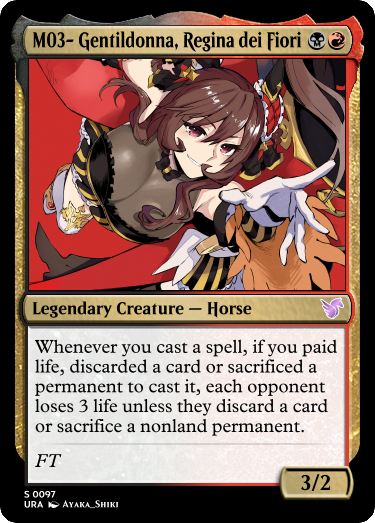 M03- Gentildonna, Regina dei Fiori
Legendary Creature — Horse
Whenever you cast a spell, if you paid
life, discarded a card or sacrificed a
permanent to cast it, each opponent
loses 3 life unless they discard a card
or sacrifice a nonland permanent.
FT
3/2
S 0097
URA Ayaka_Shiki